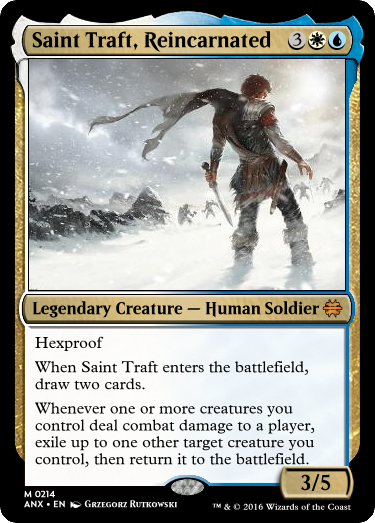 Saint Traft, Reincarnated 3
Legendary Creature — Human Soldier
Hexproof
When Saint Traft enters the battlefield,
draw two cards.
Whenever one or more creatures you
control deal combat damage to a player,
exile up to one other target creature you
control, then return it to the battlefield.
3/5
M 0214
ANX • EN Grzegorz Rutkowski
™ & © 2016 Wizards of the Coast